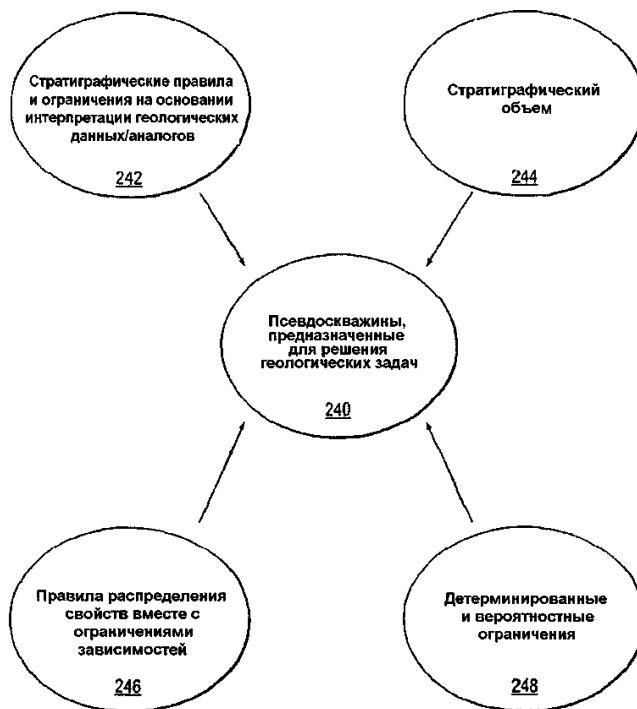 Стратиграфические правила
и ограничения на основании
интерпретации геологических
данных/аналогов
242
Стратиграфический
объем
244
Псевдоскважины,
предназначенные
для решения
геологических задач
240
Правила распределения
свойств вместе с
ограничениями
зависимостей
246
Детерминированные
и вероятностные
ограничения
248